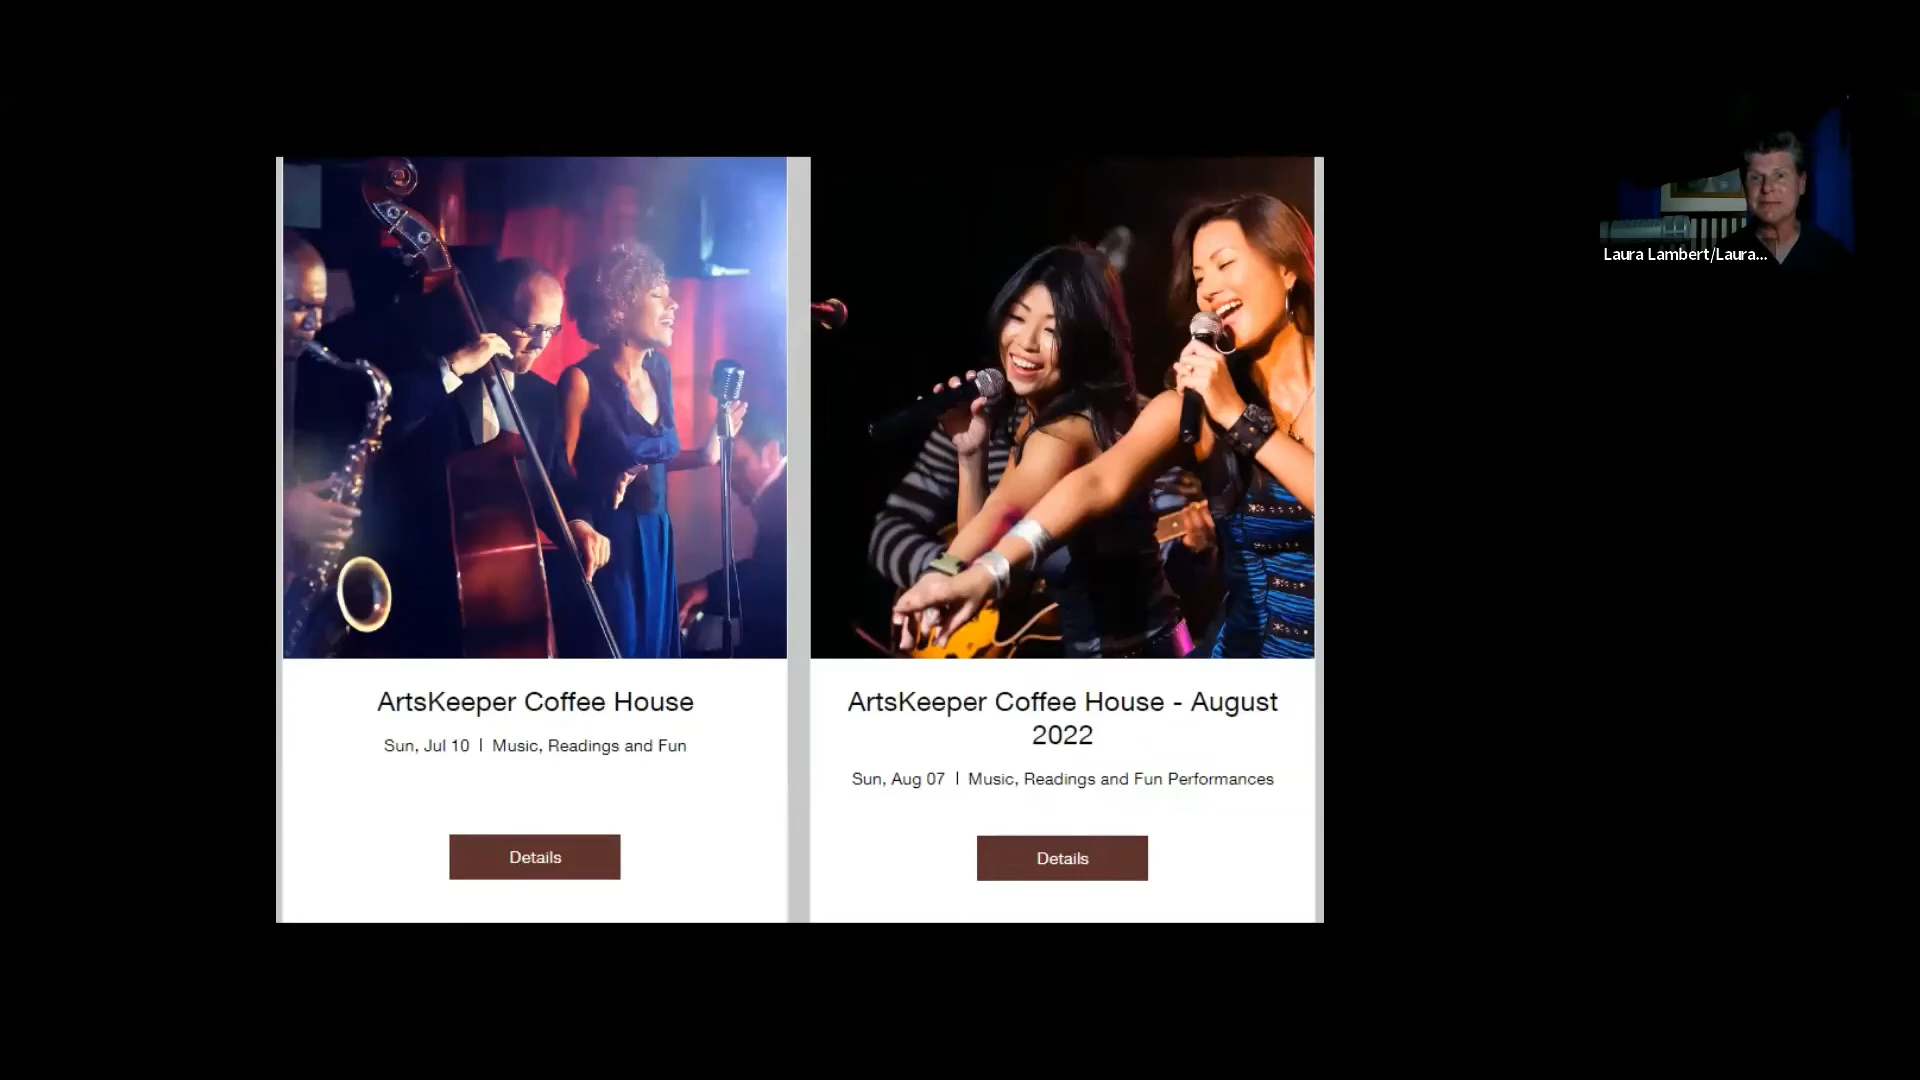 ArtsKeeper Coffee House
Sun, Jul 10 | Music, Readings and Fun
Details
ArtsKeeper Coffee House - August
2022
Sun, Aug 07 | Music, Readings and Fun Performances
Details
Laura Lambert/Laura...